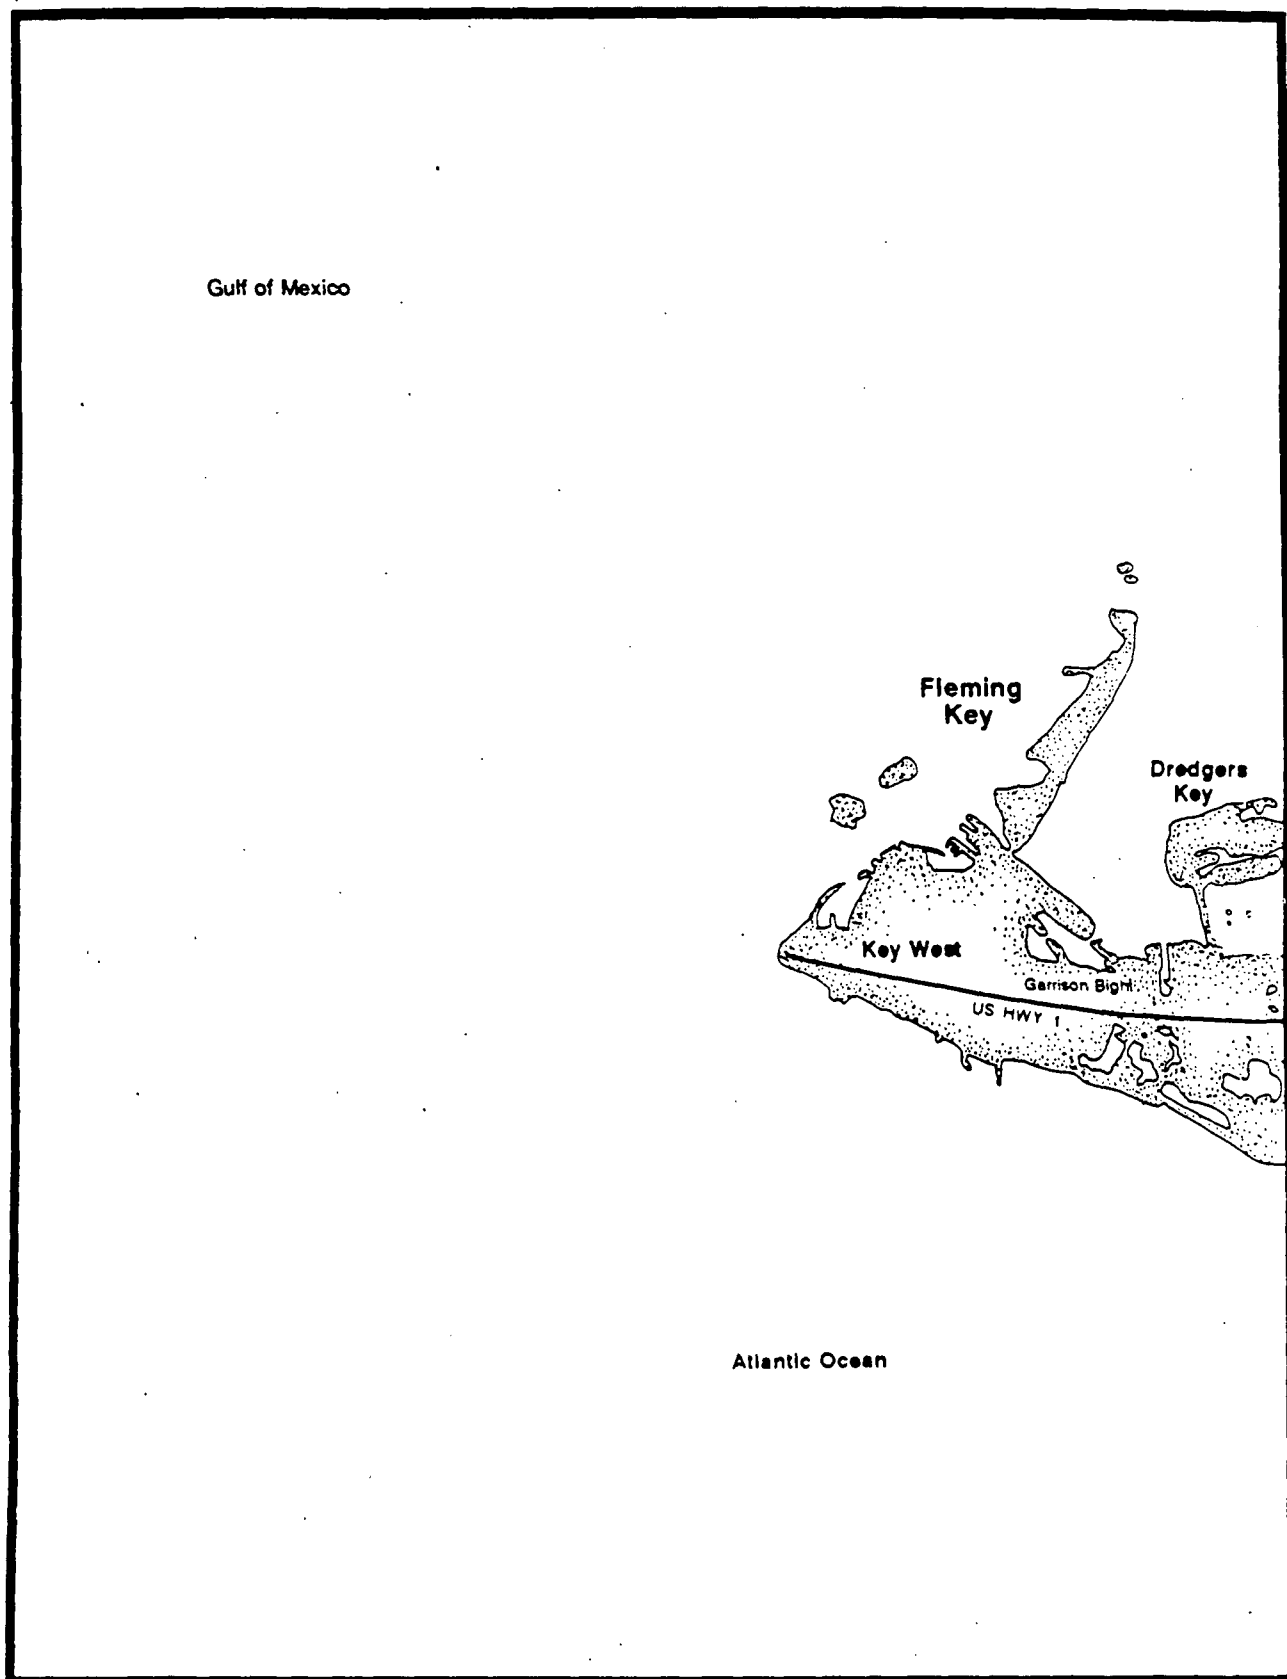 Gulf of Mexico
Fleming
Key
Dredgers
Key
Key West
Garrison Bight
US HWY 1
Atlantic Ocean